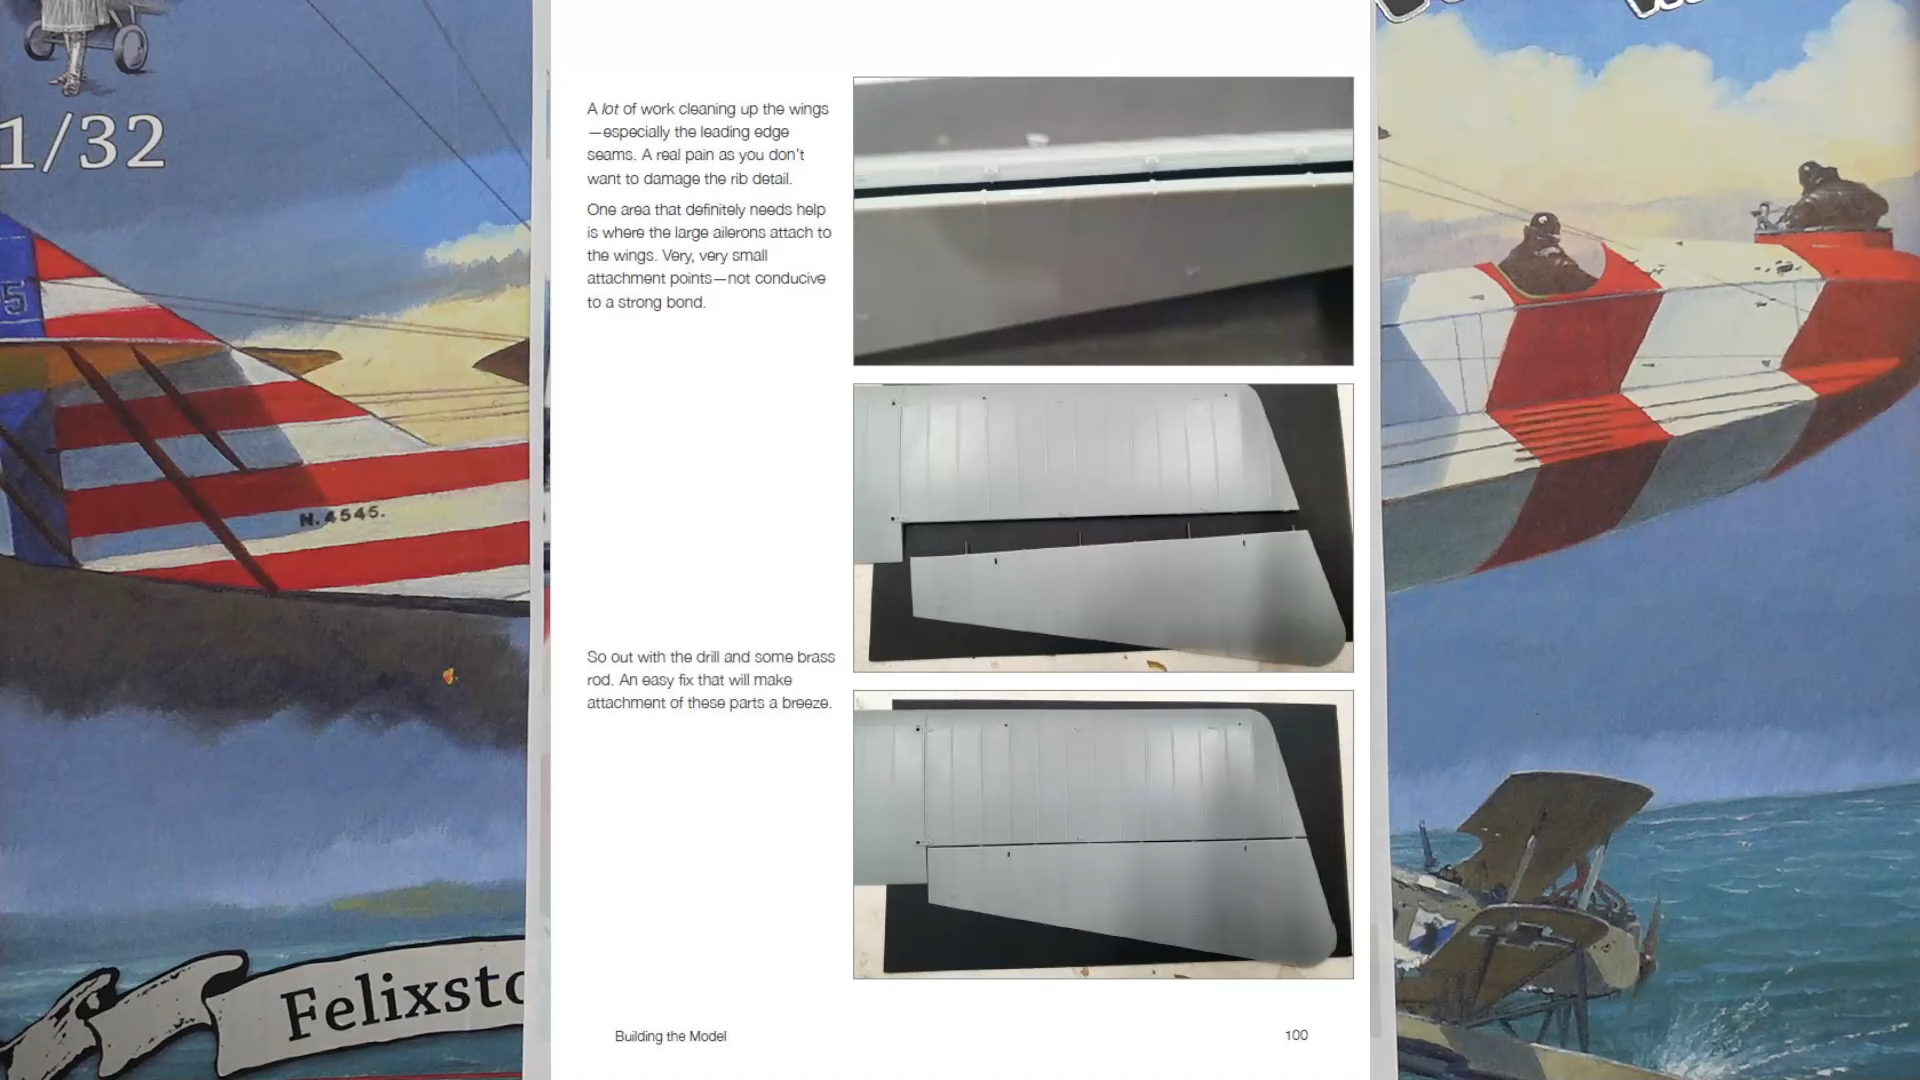 1/32
5
N.4545.
Felixsto
A lot of work cleaning up the wings
—especially the leading edge
seams. A real pain as you don't
want to damage the rib detail.
One area that definitely needs help
is where the large ailerons attach to
the wings. Very, very small
attachment points—not conducive
to a strong bond.
So out with the drill and some brass
rod. An easy fix that will make
attachment of these parts a breeze.
Building the Model
100